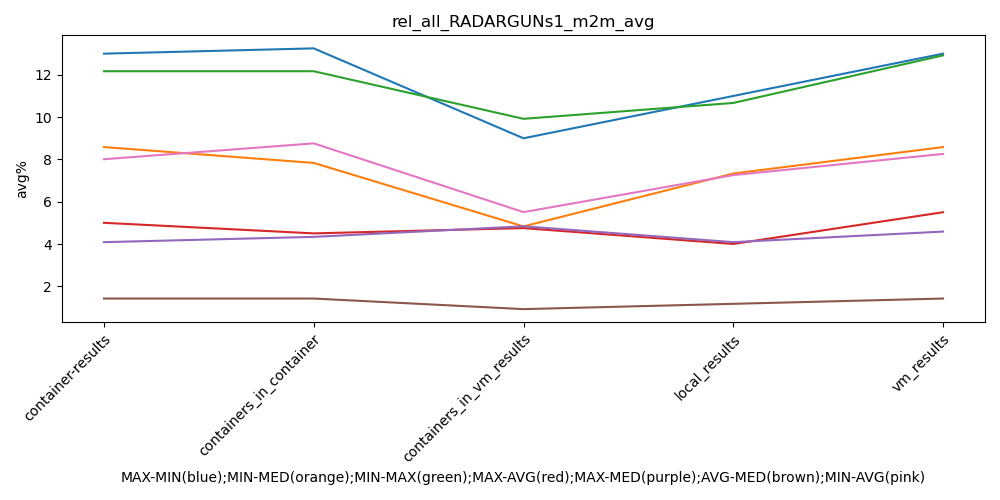 rel_all_RADARGUNs1_m2m_avg
avg%
12
10
8
6
4
2
container-results
containers_in_container
containers_in_vm_results
local_results
vm_results
MAX-MIN(blue);MIN-MED(orange);MIN-MAX(green);MAX-AVG(red);MAX-MED(purple);AVG-MED(brown);MIN-AVG(pink)